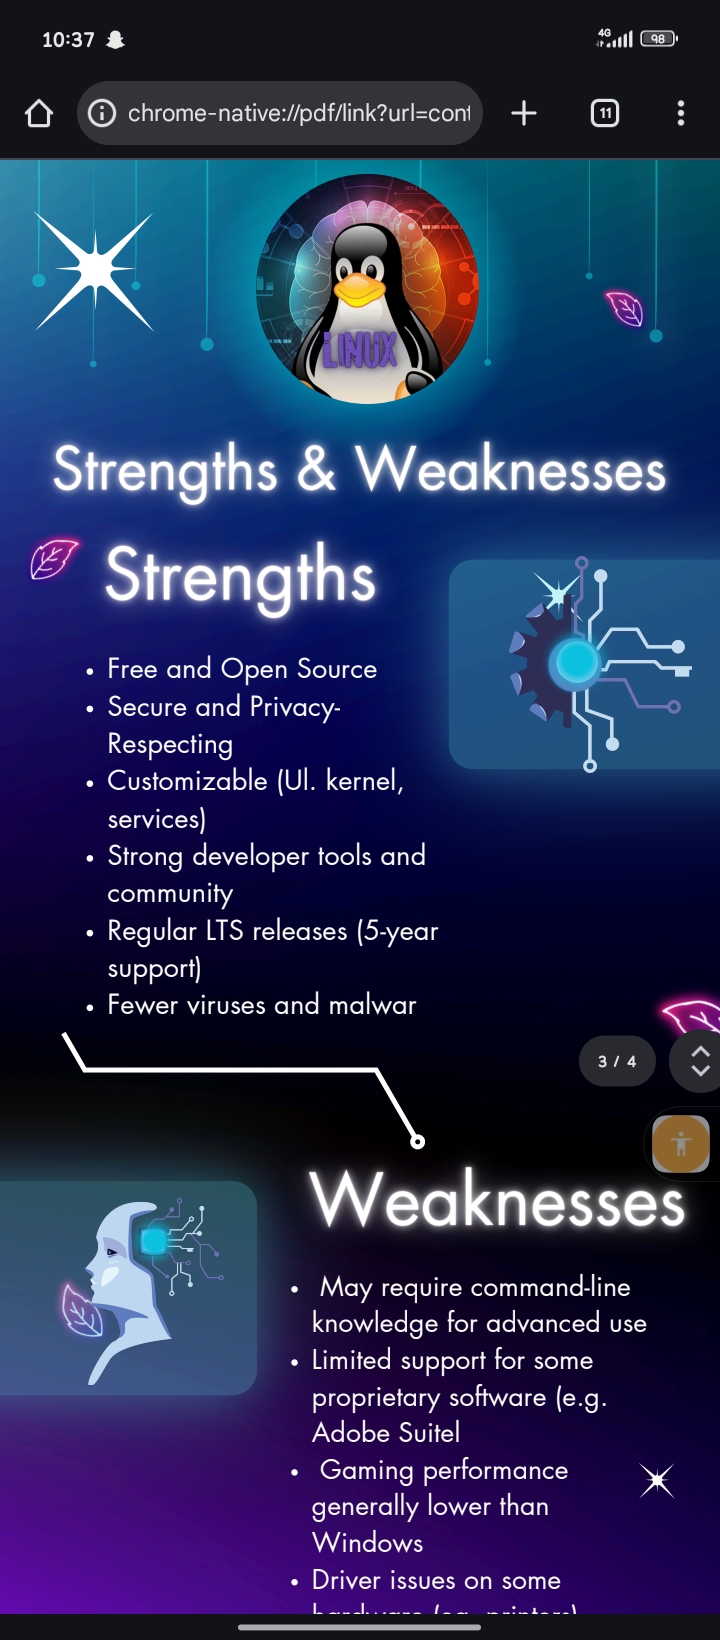 10:37
4G
98
chrome-native://pdf/link?url=cont
11
LINUX
Strengths & Weaknesses
Strengths
• Free and Open Source
• Secure and Privacy-
Respecting
• Customizable (Ul. kernel,
services)
• Strong developer tools and
community
• Regular LTS releases (5-year
support)
• Fewer viruses and malwar
3 / 4
Weaknesses
• May require command-line
knowledge for advanced use
• Limited support for some
proprietary software (e.g.
Adobe Suitel
• Gaming performance
generally lower than
Windows
• Driver issues on some
hardware (eg. printers)